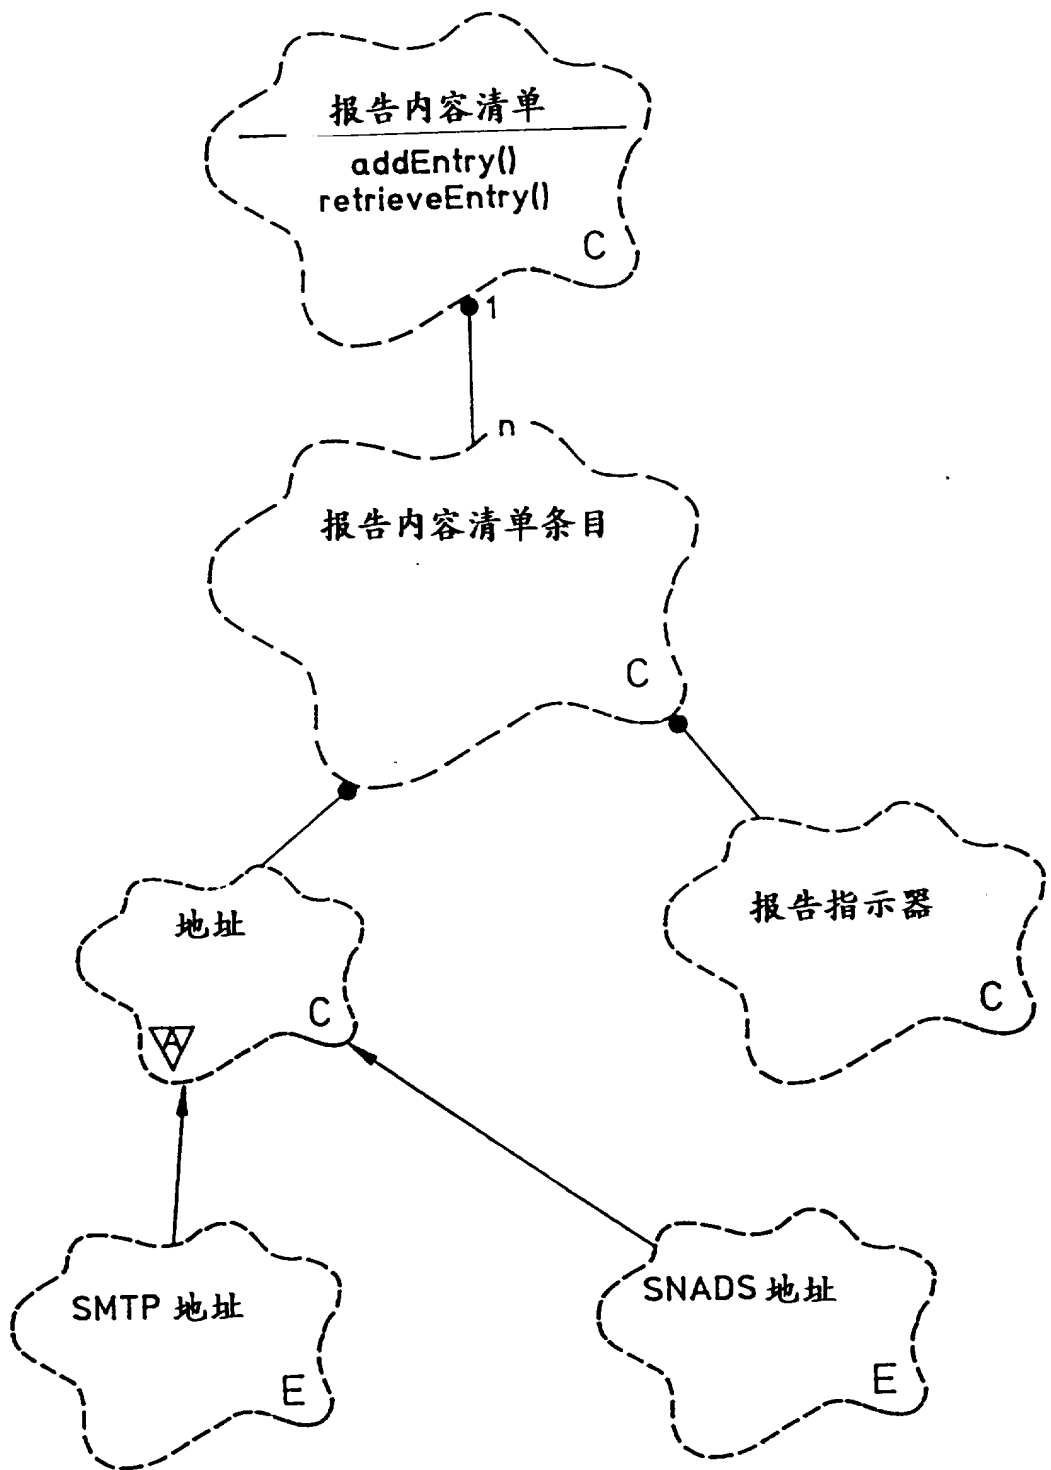 报告内容清单
addEntry()
retrieveEntry()
C
1
n
报告内容清单条目
C
报告指示器
C
地址
C
A
SMTP 地址
E
SNADS 地址
E